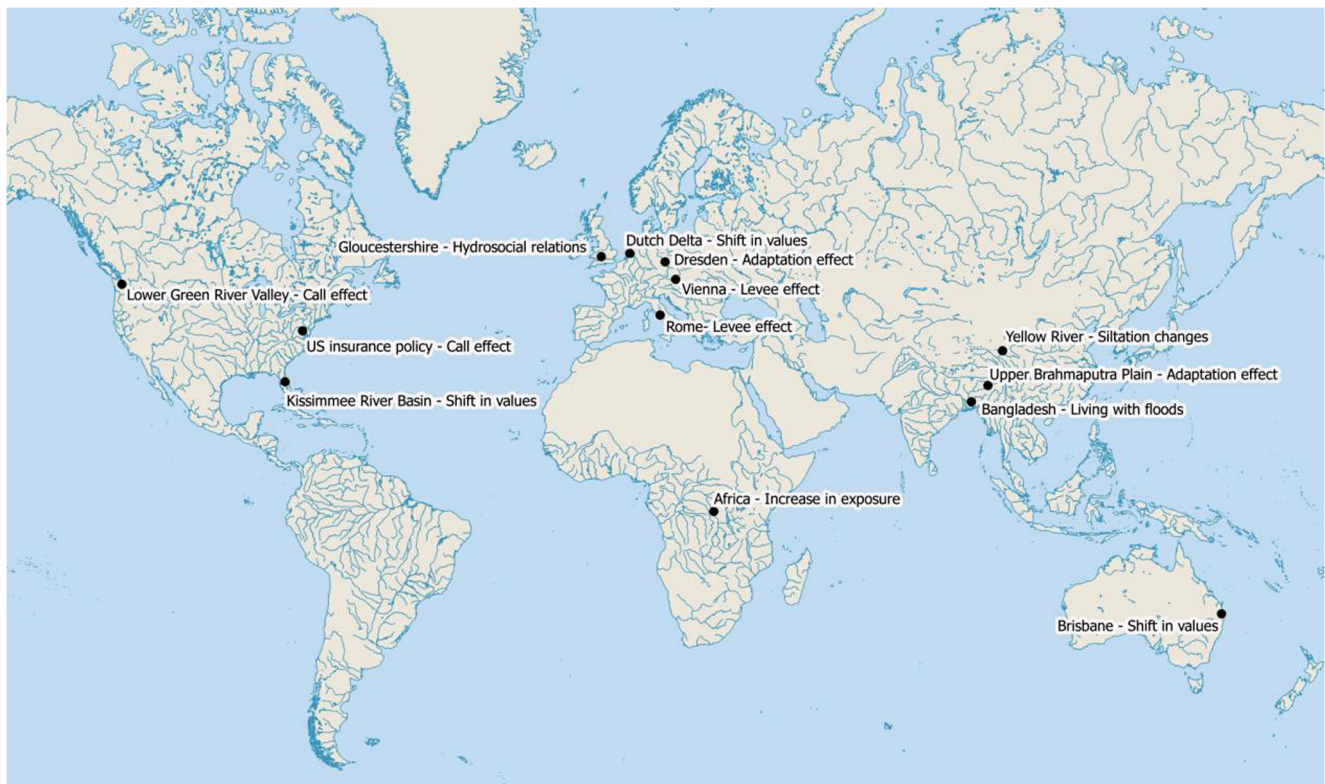 Gloucestershire - Hydrosocial relations
Dutch Delta - Shift in values
Dresden - Adaptation effect
Vienna - Levee effect
Lower Green River Valley - Call effect
Rome- Levee effect
US insurance policy - Call effect
Yellow River - Siltation changes
Upper Brahmaputra Plain - Adaptation effect
Kissimmee River Basin - Shift in values
Bangladesh - Living with floods
Africa - Increase in exposure
Brisbane - Shift in values